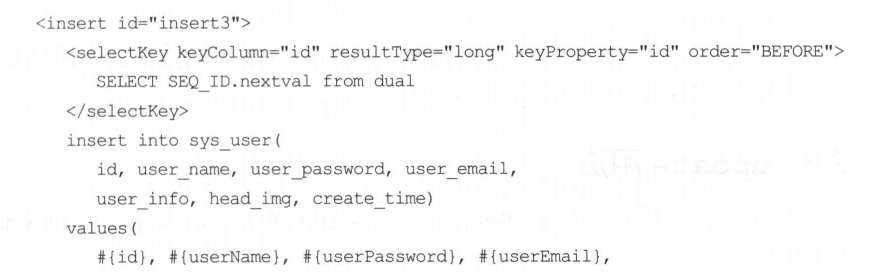 <insert id="insert3">
<selectKey keyColumn="id" resultType="long" keyProperty="id" order="BEFORE">
SELECT SEQ_ID.nextval from dual
</selectKey>
insert into sys_user(
id, user_name, user_password, user_email,
user_info, head_img, create_time)
values(
#{id}, #{userName}, #{userPassword}, #{userEmail},